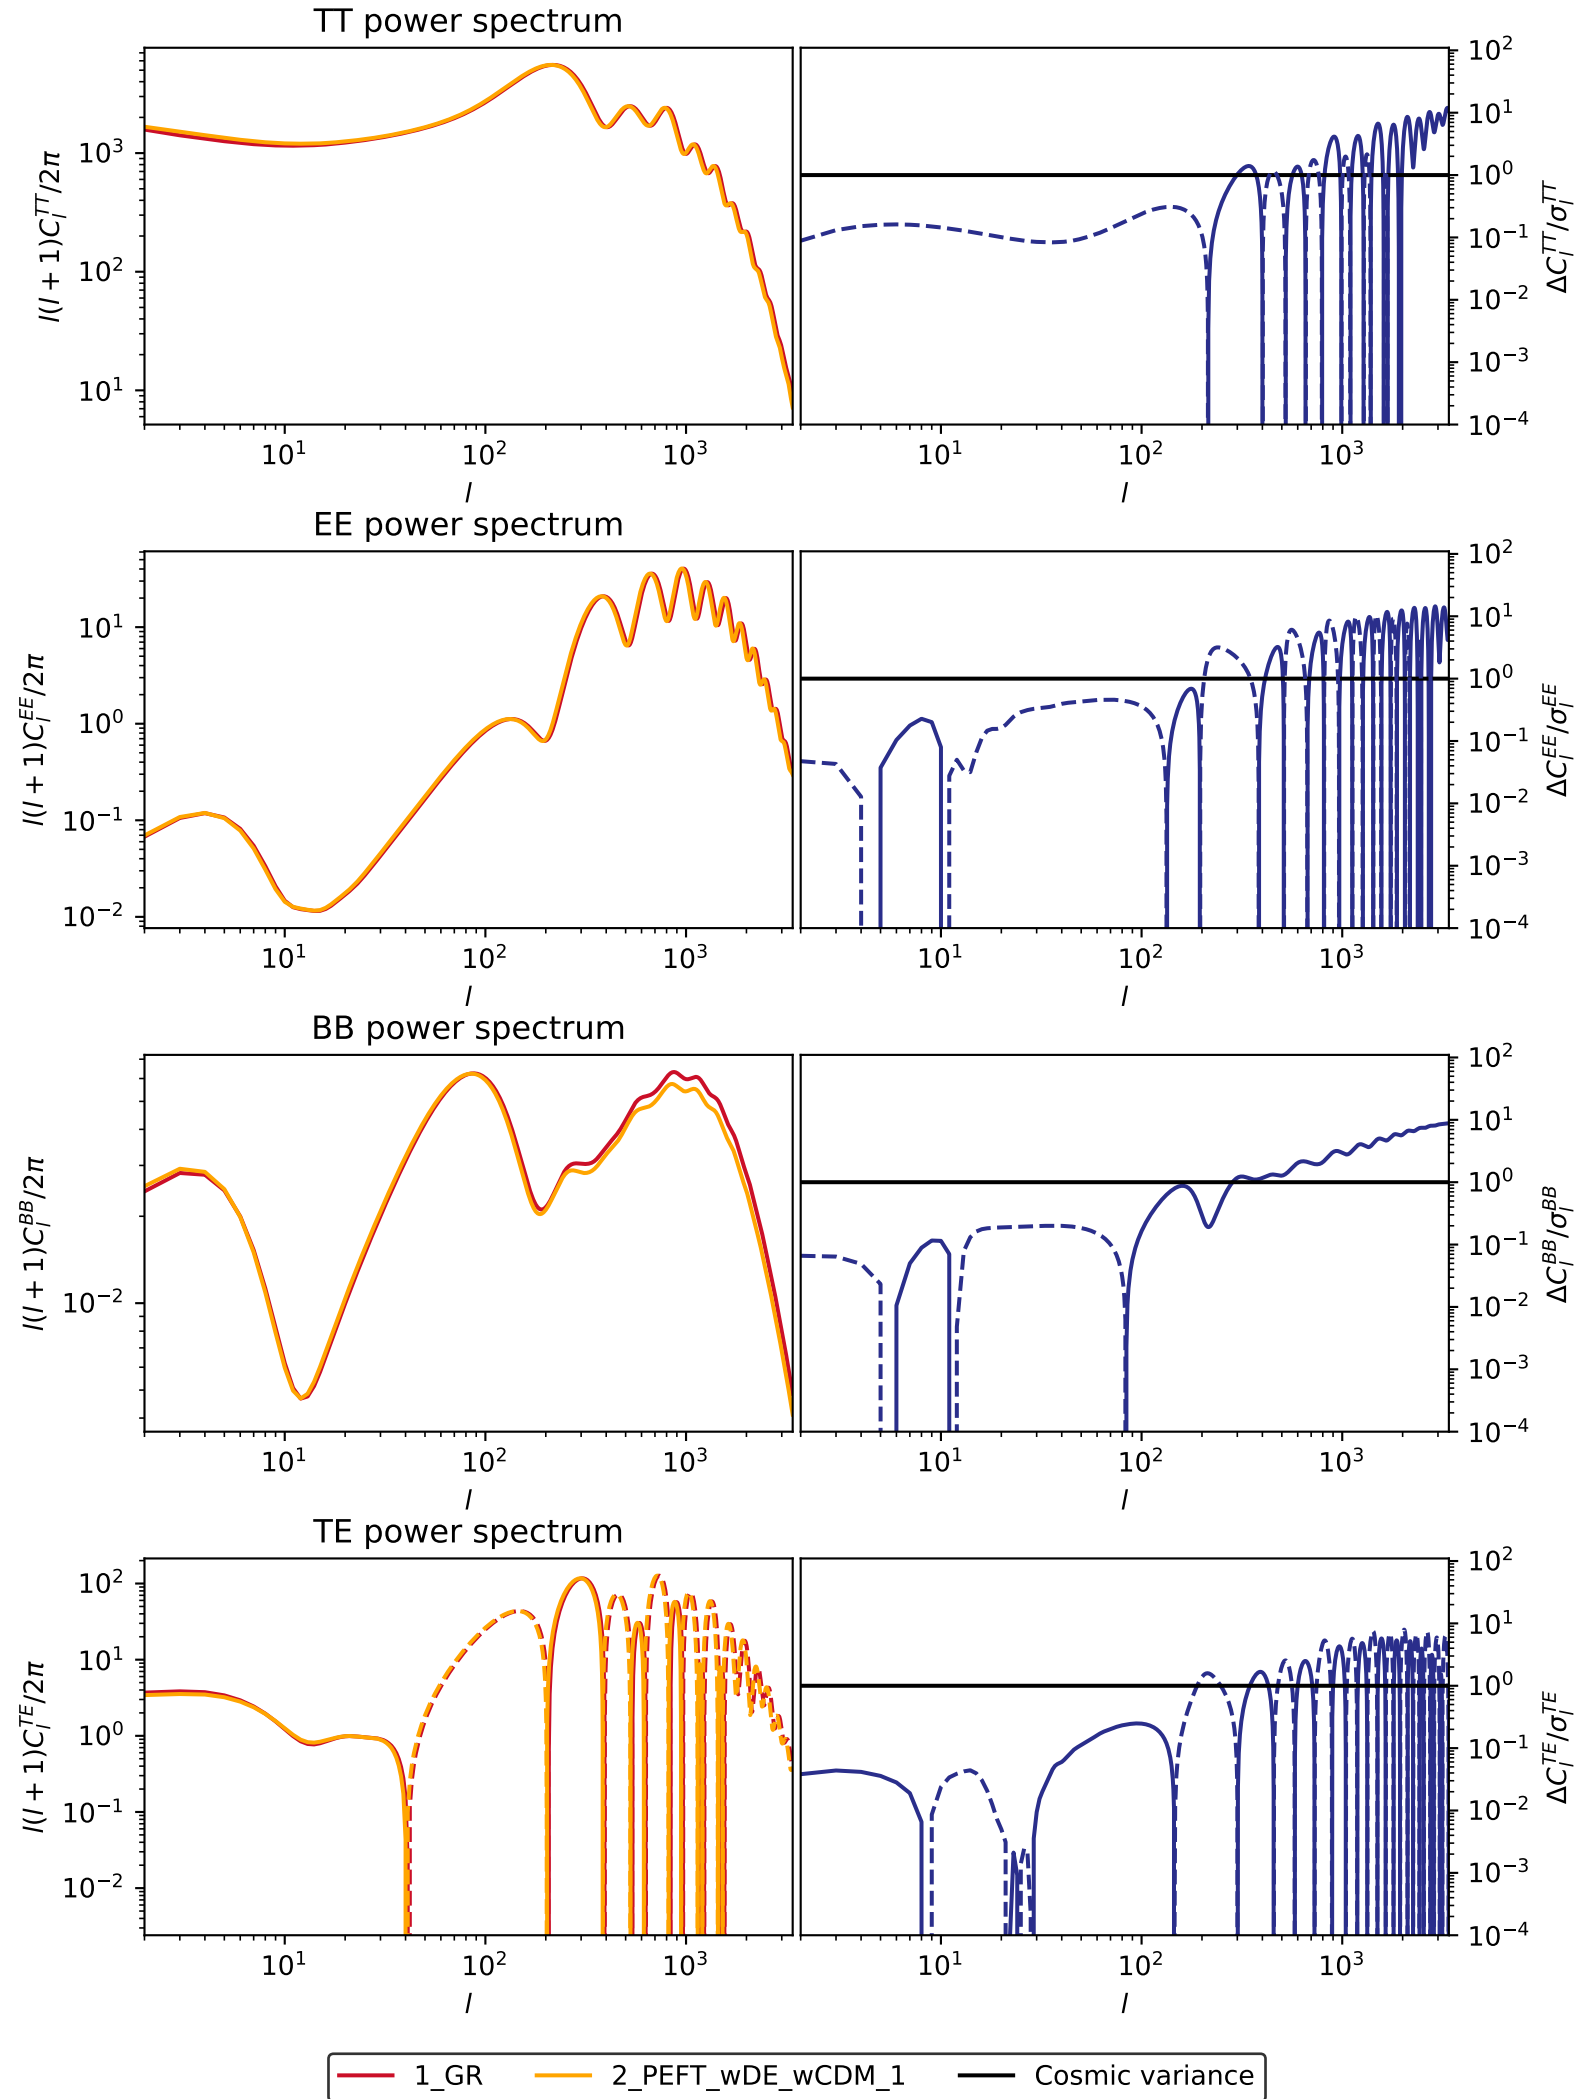 TT power spectrum
l(l + 1)C_l^{TT}/2π
10^3
10^2
10^1
10^1 10^2 10^3
l
10^2
10^1
10^0
10^{−1}
10^{−2}
10^{−3}
10^{−4}
ΔC_l^{TT}/σ_l^{TT}
10^1 10^2 10^3
l
EE power spectrum
l(l + 1)C_l^{EE}/2π
10^1
10^0
10^{−1}
10^{−2}
10^1 10^2 10^3
l
10^2
10^1
10^0
10^{−1}
10^{−2}
10^{−3}
10^{−4}
ΔC_l^{EE}/σ_l^{EE}
10^1 10^2 10^3
l
BB power spectrum
l(l + 1)C_l^{BB}/2π
10^{−2}
10^1 10^2 10^3
l
10^2
10^1
10^0
10^{−1}
10^{−2}
10^{−3}
10^{−4}
ΔC_l^{BB}/σ_l^{BB}
10^1 10^2 10^3
l
TE power spectrum
l(l + 1)C_l^{TE}/2π
10^2
10^1
10^0
10^{−1}
10^{−2}
10^1 10^2 10^3
l
10^2
10^1
10^0
10^{−1}
10^{−2}
10^{−3}
10^{−4}
ΔC_l^{TE}/σ_l^{TE}
10^1 10^2 10^3
l
1_GR 2_PEFT_wDE_wCDM_1 Cosmic variance